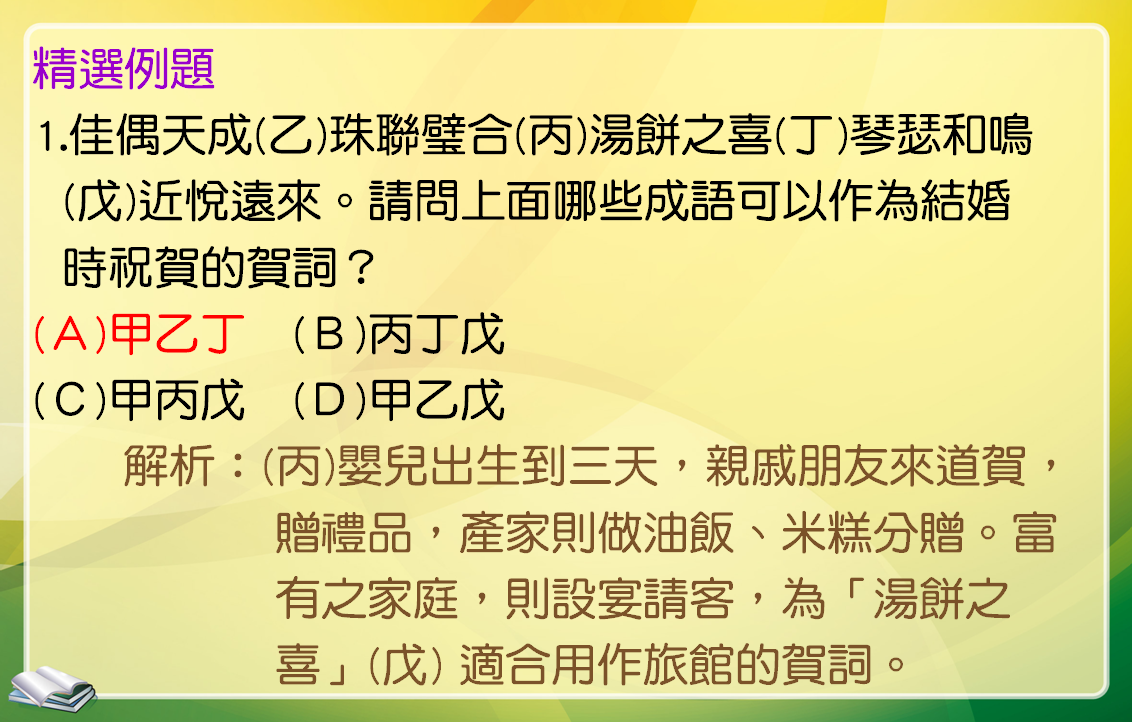 精選例題
1.佳偶天成(乙)珠聯璧合(丙)湯餅之喜(丁)琴瑟和鳴
(戊)近悅遠來。請問上面哪些成語可以作為結婚
時祝賀的賀詞？
(Ａ)甲乙丁　(Ｂ)丙丁戊
(Ｃ)甲丙戊　(Ｄ)甲乙戊
解析：(丙)嬰兒出生到三天，親戚朋友來道賀，
贈禮品，產家則做油飯、米糕分贈。富
有之家庭，則設宴請客，為「湯餅之
喜」(戊) 適合用作旅館的賀詞。